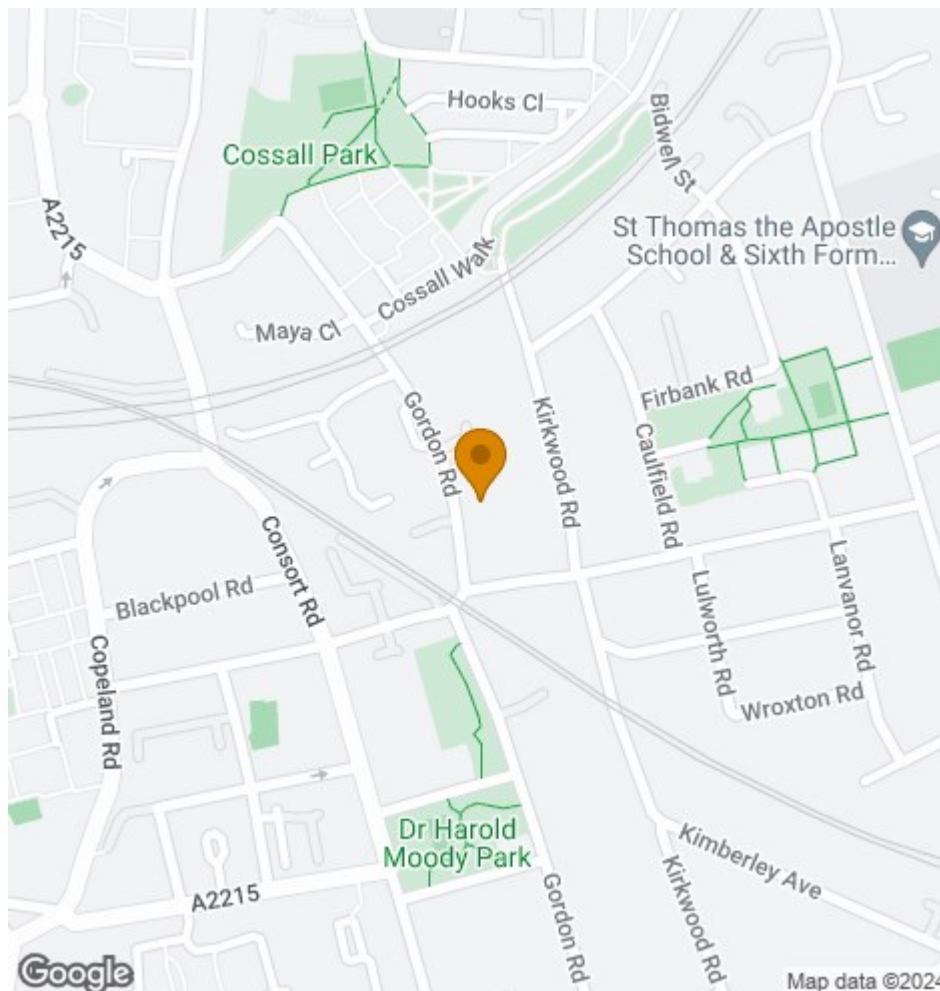 Hooks Cl
Bidwell St
Cossall Park
A2215
St Thomas the Apostle
School & Sixth Form...
Cossall Walk
Maya Cl
Firbank Rd
Gordon Rd
Kirkwood Rd
Caulfield Rd
Consort Rd
Lanvanor Rd
Blackpool Rd
Lulworth Rd
Copeland Rd
Wroxton Rd
Dr Harold
Moody Park
Kimberley Ave
A2215
Gordon Rd
Kirkwood Rd
Google
Map data ©2024